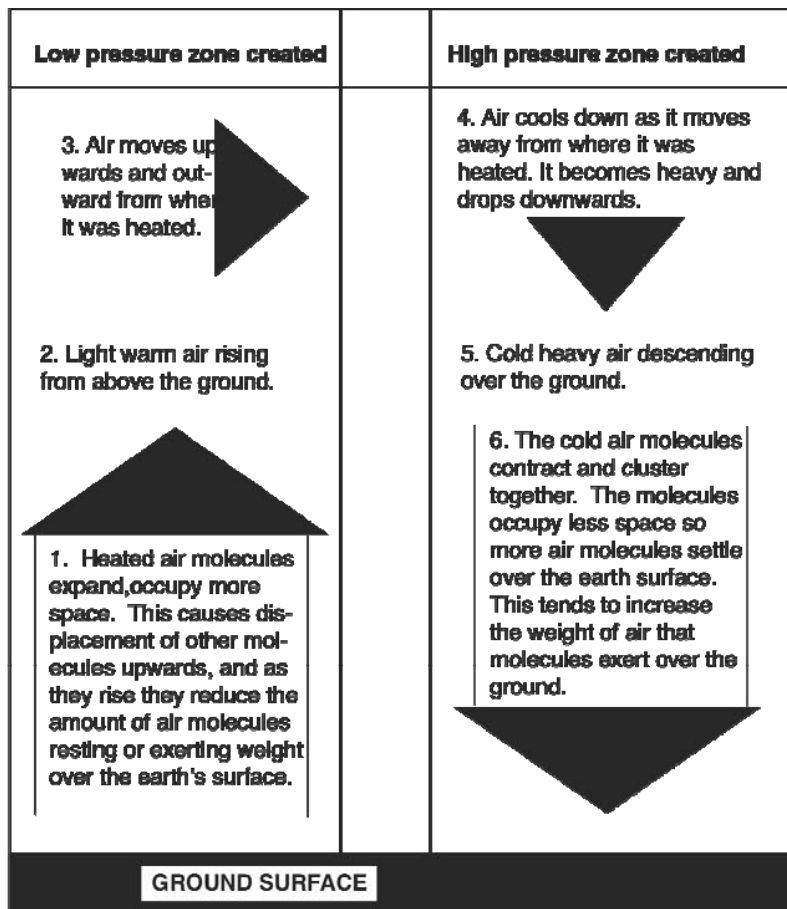 Low pressure zone created
High pressure zone created
3. Air moves up
wards and out-
ward from
it was heated.
4. Air cools down as it moves
away from where it was
heated. It becomes heavy and
drops downwards.
2. Light warm air rising
from above the ground.
5. Cold heavy air descending
over the ground.
1. Heated air molecules
expand,occupy more
space. This causes dis-
placement of other mol-
ecules upwards, and as
they rise they reduce the
amount of air molecules
resting or exerting weight
over the earth's surface.
6. The cold air molecules
contract and cluster
together. The molecules
occupy less space so
more air molecules settle
over the earth surface.
This tends to increase
the weight of air that
molecules exert over the
ground.
GROUND SURFACE